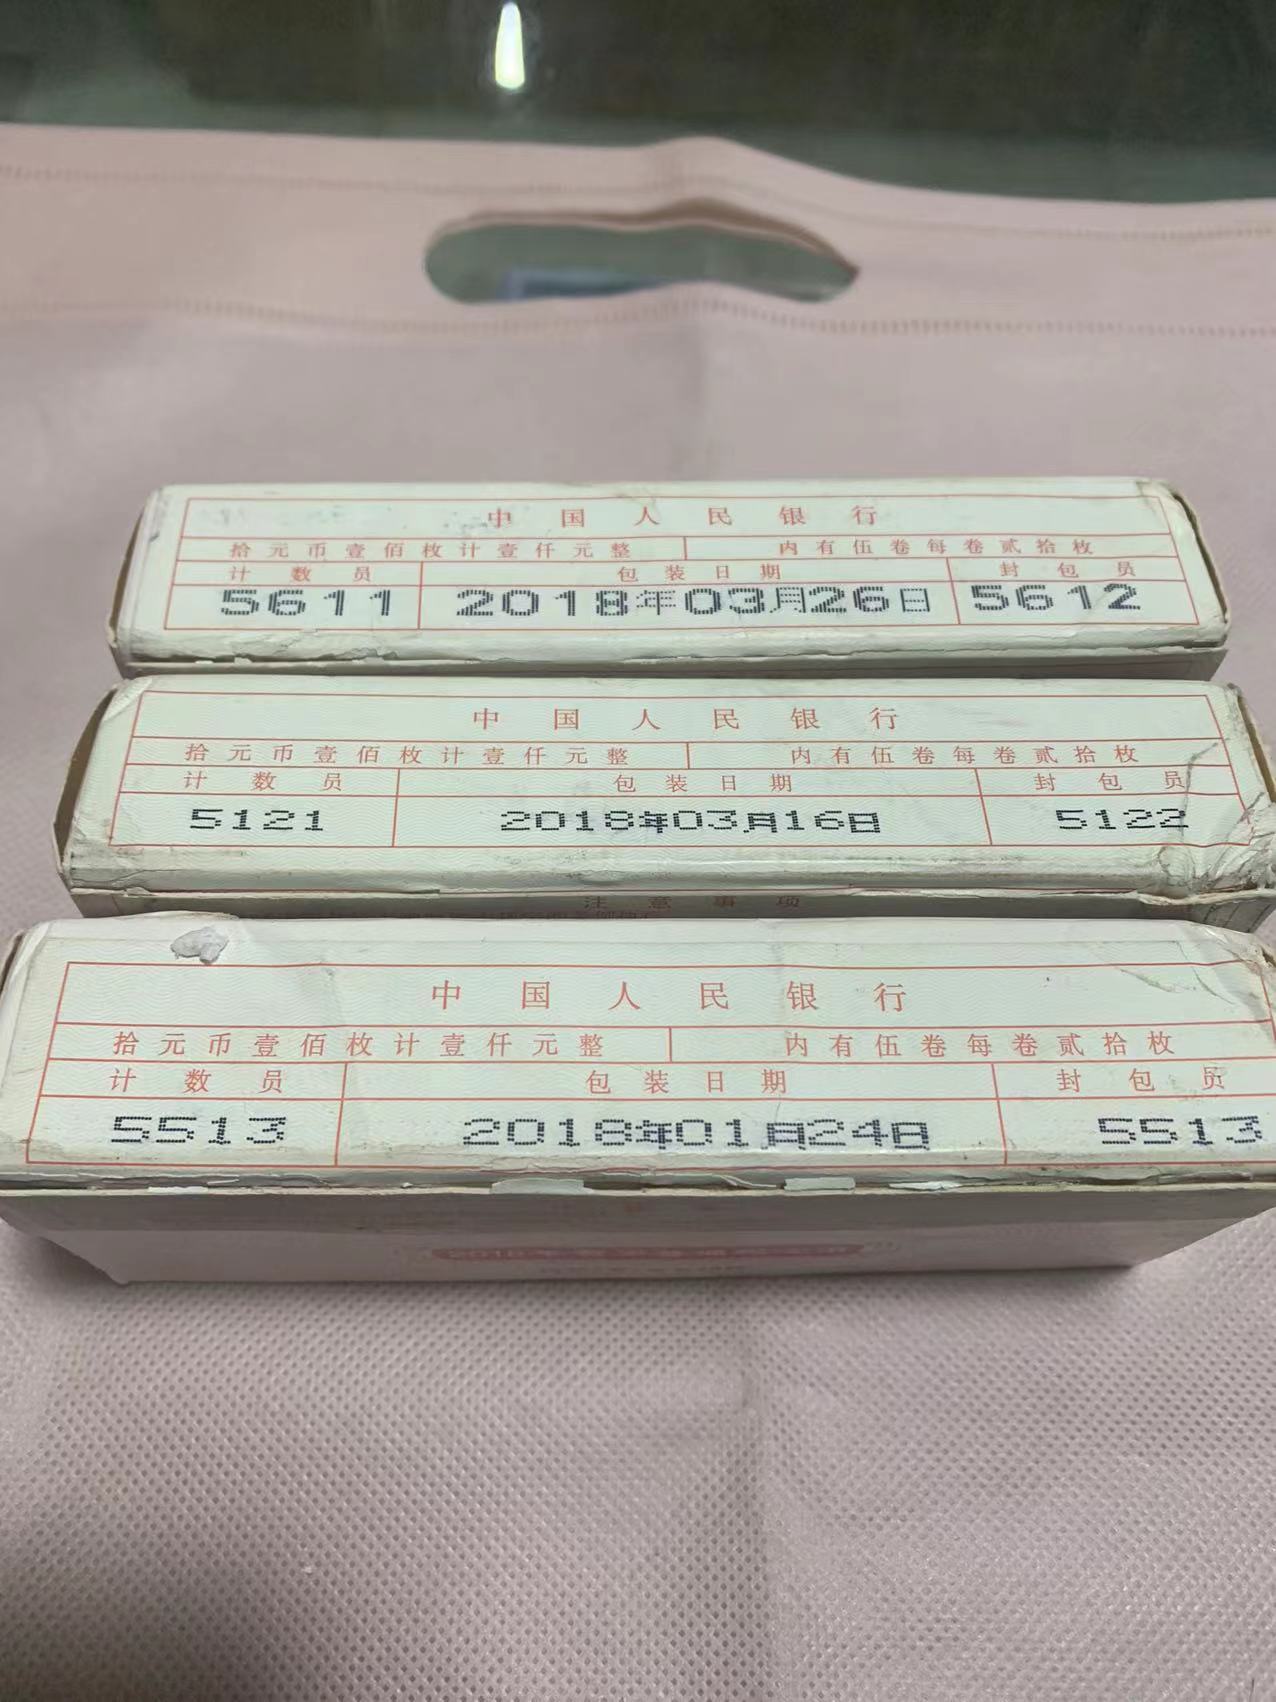 中国人民银行
拾元币壹佰枚计壹仟元整 内有伍卷每卷贰拾枚
计数员 包装日期 封包员
5611 2018年03月26日 5612
中国人民银行
拾元币壹佰枚计壹仟元整 内有伍卷每卷贰拾枚
计数员 包装日期 封包员
5121 2018年03月16日 5122
注意事项
中国人民银行
拾元币壹佰枚计壹仟元整 内有伍卷每卷贰拾枚
计数员 包装日期 封包员
5513 2018年01月24日 5513